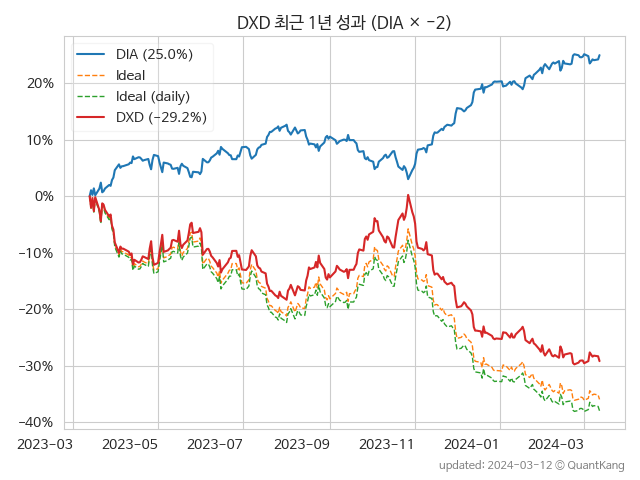 DXD 최근 1년 성과 (DIA × −2)
DIA (25.0%)
Ideal
Ideal (daily)
DXD (−29.2%)
20%
10%
0%
−10%
−20%
−30%
−40%
2023-03 2023-05 2023-07 2023-09 2023-11 2024-01 2024-03
updated: 2024-03-12 © QuantKang